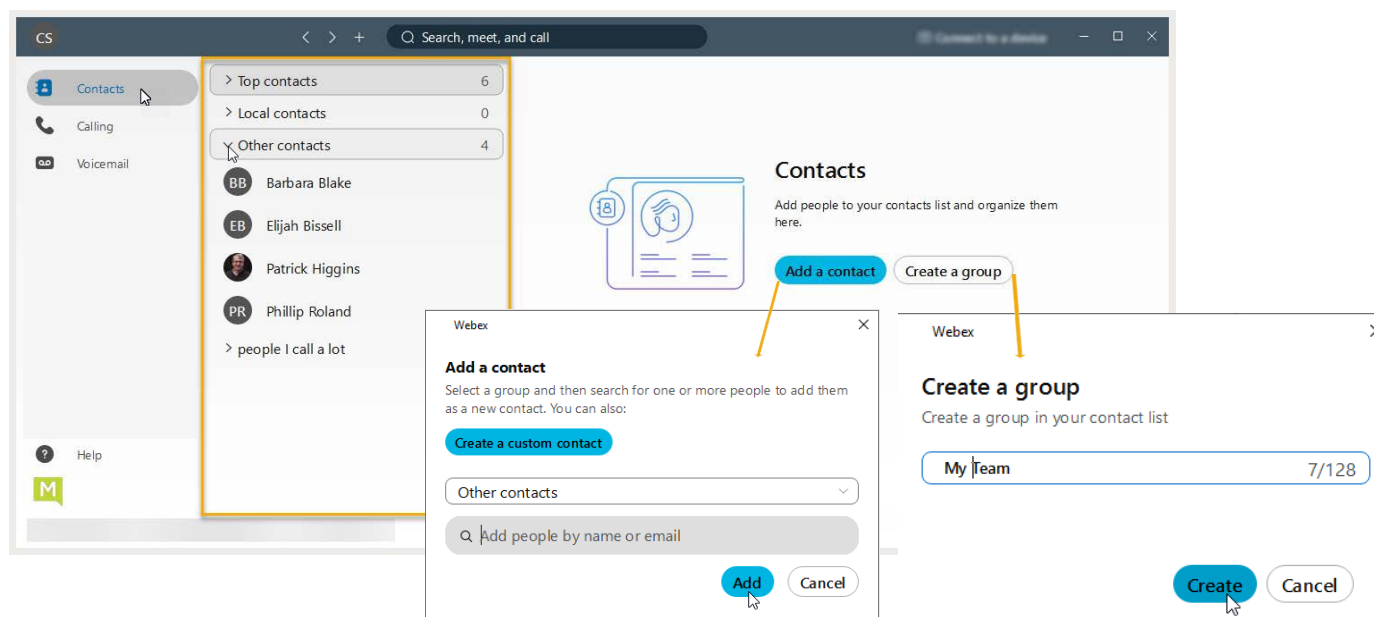 CS
Search, meet, and call
Contacts
Calling
Voicemail
Help
M
Top contacts 6
Local contacts 0
Other contacts 4
BB Barbara Blake
EB Elijah Bissell
Patrick Higgins
PR Phillip Roland
people I call a lot
Contacts
Add people to your contacts list and organize them
here.
Add a contact
Create a group
Webex
Add a contact
Select a group and then search for one or more people to add them
as a new contact. You can also:
Create a custom contact
Other contacts
Add people by name or email
Add
Cancel
Webex
Create a group
Create a group in your contact list
My Team 7/128
Create
Cancel